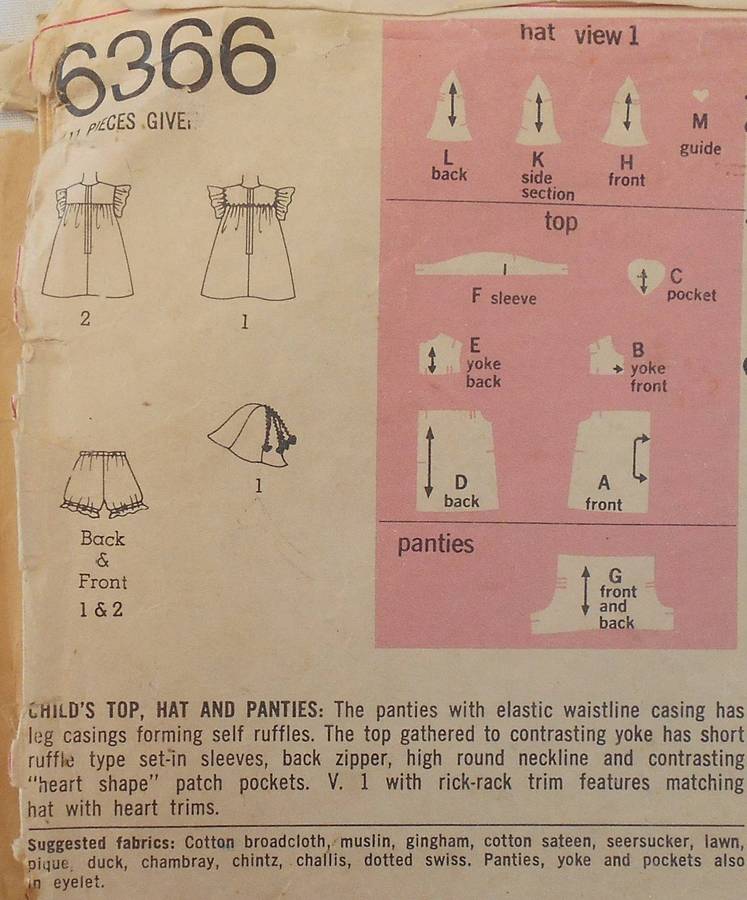 6366
11 PIECES GIVEN
2
1
1
Back
&
Front
1 & 2
hat view 1
L
back
K
side
section
H
front
M
guide
top
F sleeve
C
pocket
E
yoke
back
B
yoke
front
D
back
A
front
panties
G
front
and
back
CHILD'S TOP, HAT AND PANTIES: The panties with elastic waistline casing has
leg casings forming self ruffles. The top gathered to contrasting yoke has short
ruffle type set-in sleeves, back zipper, high round neckline and contrasting
"heart shape" patch pockets. V. 1 with rick-rack trim features matching
hat with heart trims.
Suggested fabrics: Cotton broadcloth, muslin, gingham, cotton sateen, seersucker, lawn,
pique, duck, chambray, chintz, challis, dotted swiss. Panties, yoke and pockets also
in eyelet.